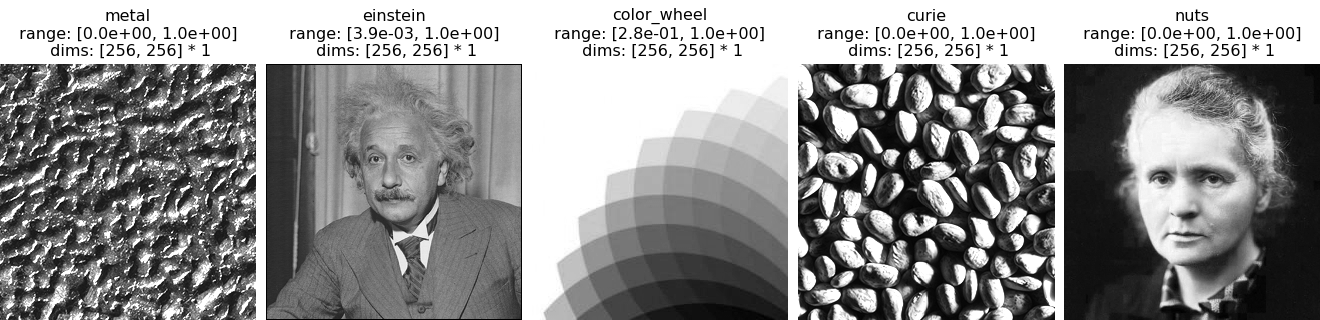 metal
range: [0.0e+00, 1.0e+00]
dims: [256, 256] * 1
einstein
range: [3.9e-03, 1.0e+00]
dims: [256, 256] * 1
color_wheel
range: [2.8e-01, 1.0e+00]
dims: [256, 256] * 1
curie
range: [0.0e+00, 1.0e+00]
dims: [256, 256] * 1
nuts
range: [0.0e+00, 1.0e+00]
dims: [256, 256] * 1